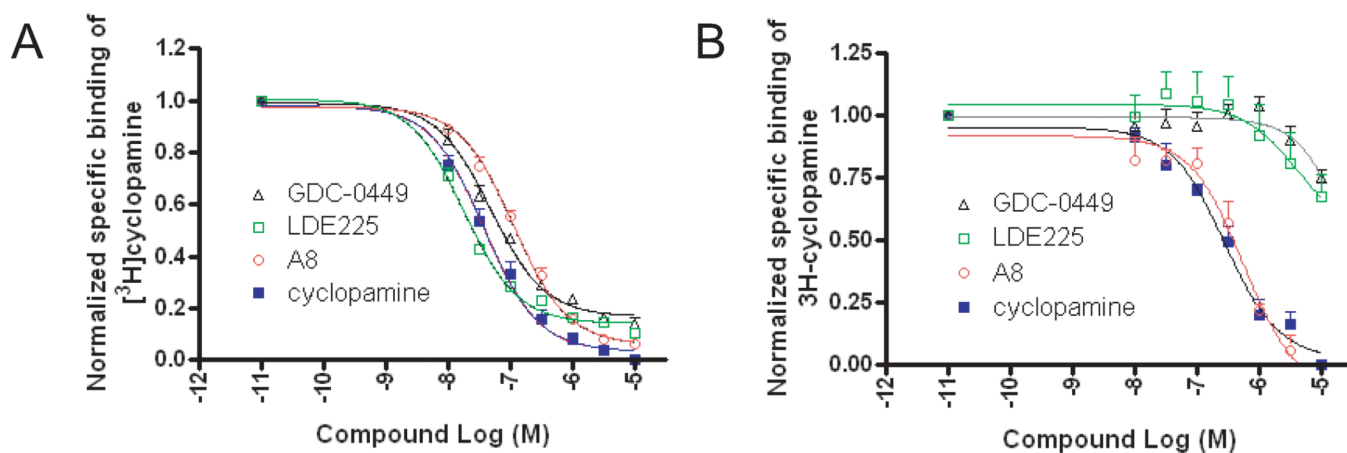 A
Normalized specific binding of
[³H]cyclopamine
1.2
1.0
0.8
0.6
0.4
0.2
0.0
GDC-0449
LDE225
A8
cyclopamine
-12
-11
-10
-9
-8
-7
-6
-5
Compound Log (M)
B
Normalized specific binding of
3H-cyclopamine
1.25
1.00
0.75
0.50
0.25
0.00
GDC-0449
LDE225
A8
cyclopamine
-12
-11
-10
-9
-8
-7
-6
-5
Compound Log (M)